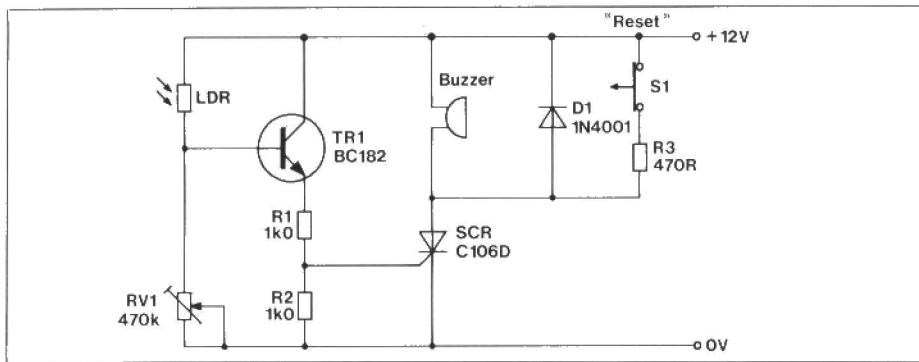 "Reset"
+12V
Buzzer
LDR
S1
D1
1N4001
TR1
BC182
R3
470R
R1
1k0
SCR
C106D
RV1
470k
R2
1k0
0V